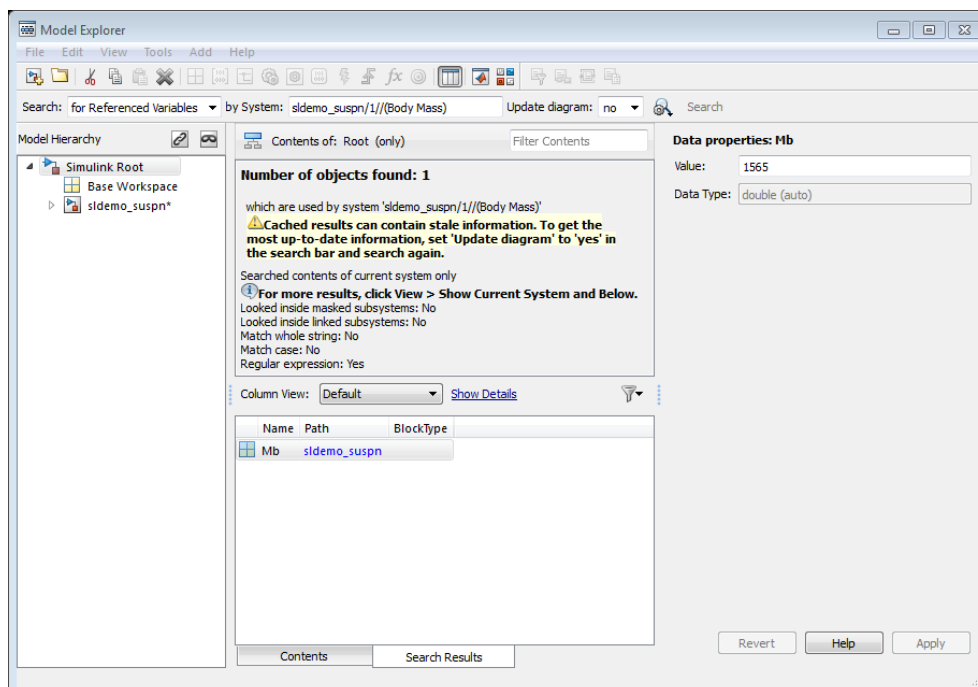 Model Explorer
File Edit View Tools Add Help
fx
Search: for Referenced Variables by System: sldemo_suspn/1//(Body Mass) Update diagram: no Search
Model Hierarchy
Simulink Root
Base Workspace
sldemo_suspn*
Contents of: Root (only) Filter Contents
Number of objects found: 1
which are used by system 'sldemo_suspn/1//(Body Mass)'
Cached results can contain stale information. To get the
most up-to-date information, set 'Update diagram' to 'yes' in
the search bar and search again.
Searched contents of current system only
For more results, click View > Show Current System and Below.
Looked inside masked subsystems: No
Looked inside linked subsystems: No
Match whole string: No
Match case: No
Regular expression: Yes
Column View: Default Show Details
Name Path BlockType
Mb sldemo_suspn
Contents Search Results
Data properties: Mb
Value: 1565
Data Type: double (auto)
Revert Help Apply